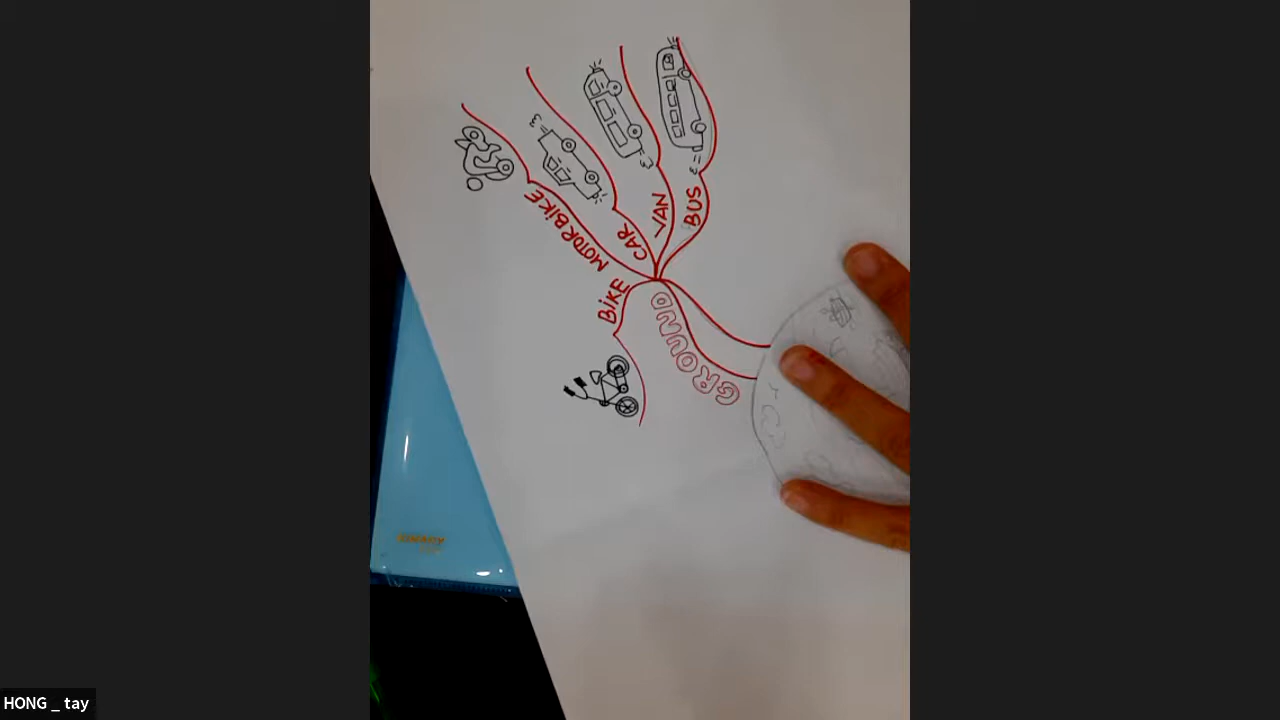 GROUND
BIKE
MOTORBIKE
CAR
VAN
BUS
HONG _ tay